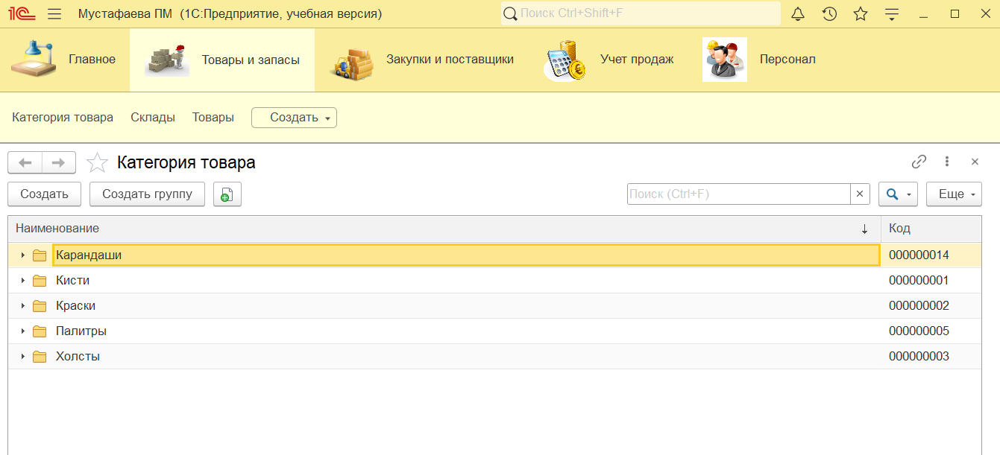 1С Мустафаева ПМ (1С:Предприятие, учебная версия) Поиск Ctrl+Shift+F
Главное Товары и запасы Закупки и поставщики Учет продаж Персонал
Категория товара Склады Товары Создать
Категория товара
Создать Создать группу Поиск (Ctrl+F) Еще
Наименование Код
Карандаши 000000014
Кисти 000000001
Краски 000000002
Палитры 000000005
Холсты 000000003